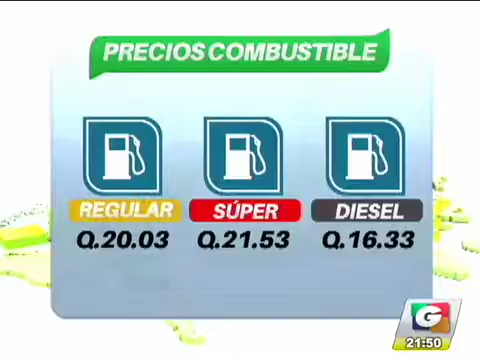 PRECIOS COMBUSTIBLE
REGULAR SÚPER DIESEL
Q.20.03 Q.21.53 Q.16.33
G
21:50